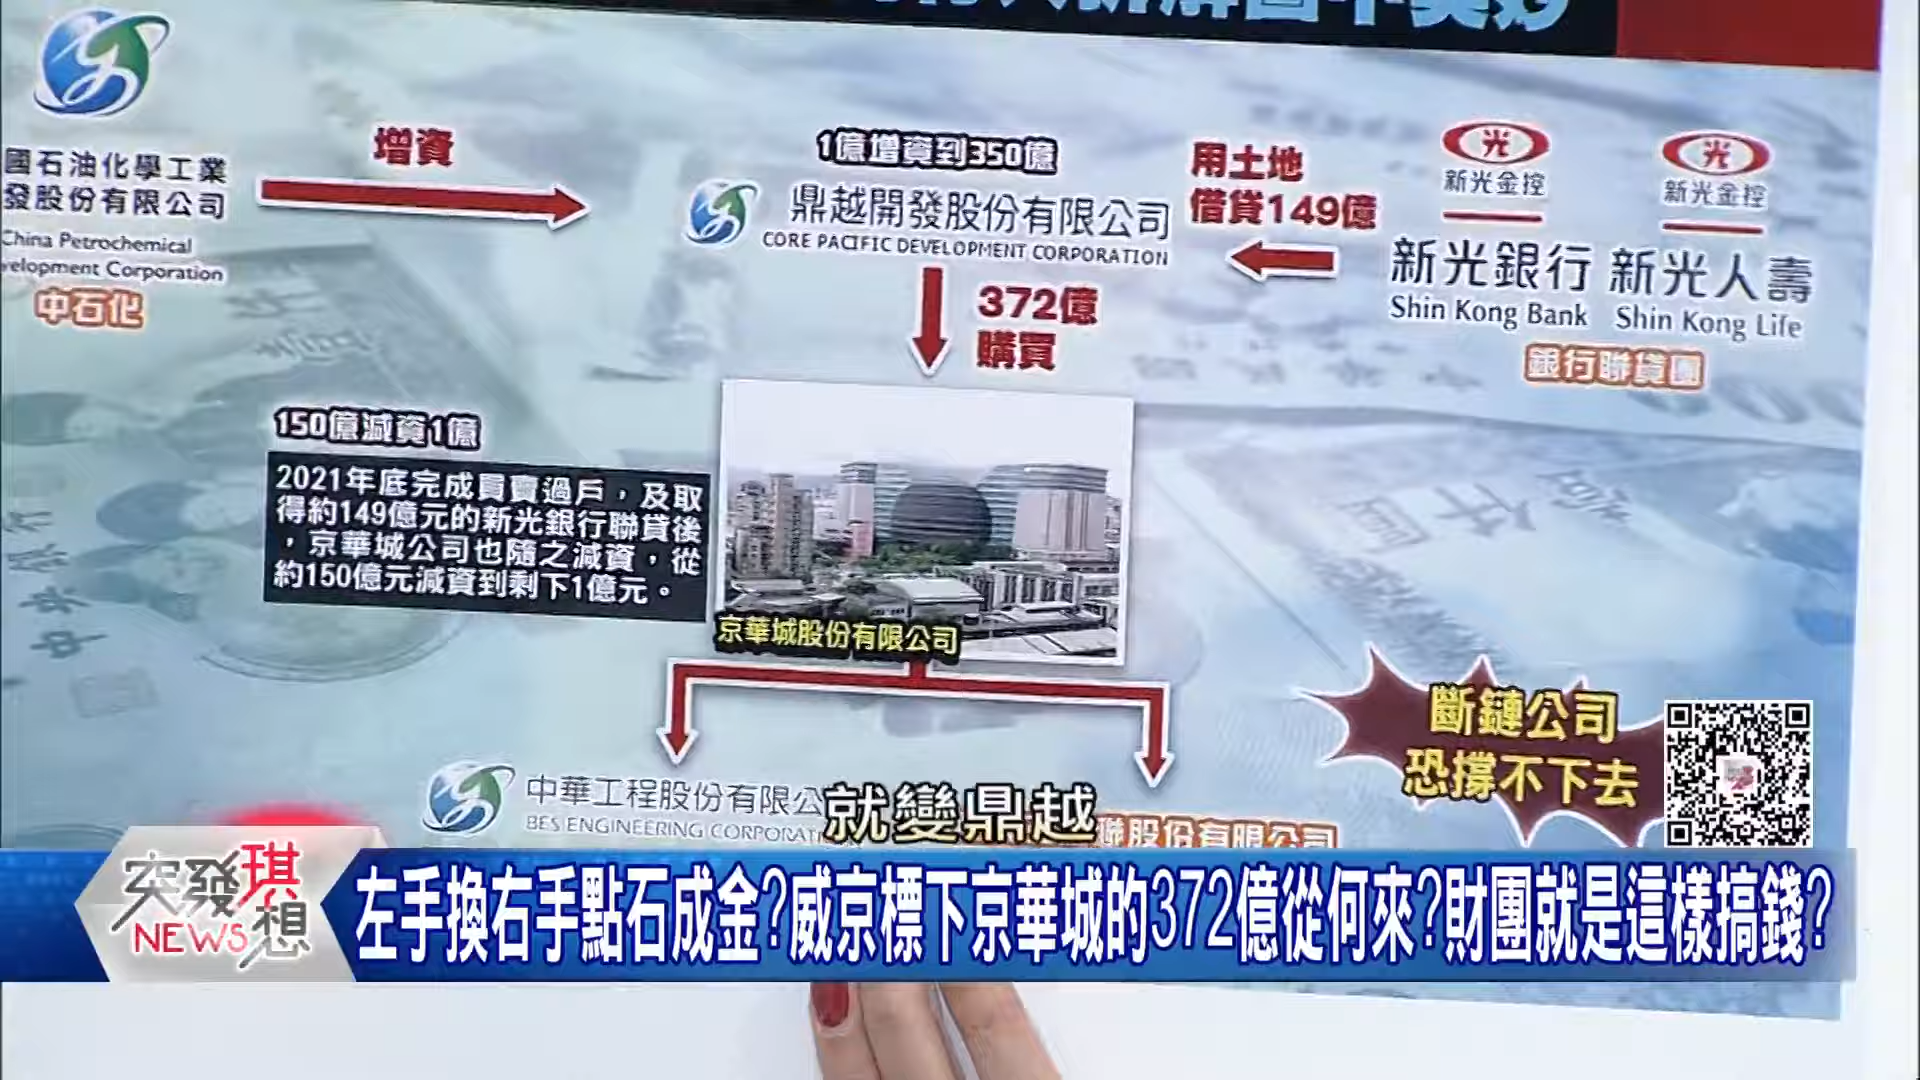 國石油化學工業
發股份有限公司
China Petrochemical
velopment Corporation
中石化
增資
1億增資到350億
鼎越開發股份有限公司
CORE PACIFIC DEVELOPMENT CORPORATION
用土地
借貸149億
光
新光金控
新光銀行
Shin Kong Bank
光
新光金控
新光人壽
Shin Kong Life
銀行聯貸團
372億
購買
150億減資1億
2021年底完成買賣過戶，及取
得約149億元的新光銀行聯貸後
，京華城公司也隨之減資，從
約150億元減資到剩下1億元。
京華城股份有限公司
斷鏈公司
恐撐不下去
中華工程股份有限公
BES ENGINEERING CORPORATI
聯股份有限公司
就變鼎越
突發琪想
NEWS
左手換右手點石成金?威京標下京華城的372億從何來?財團就是這樣搞錢?